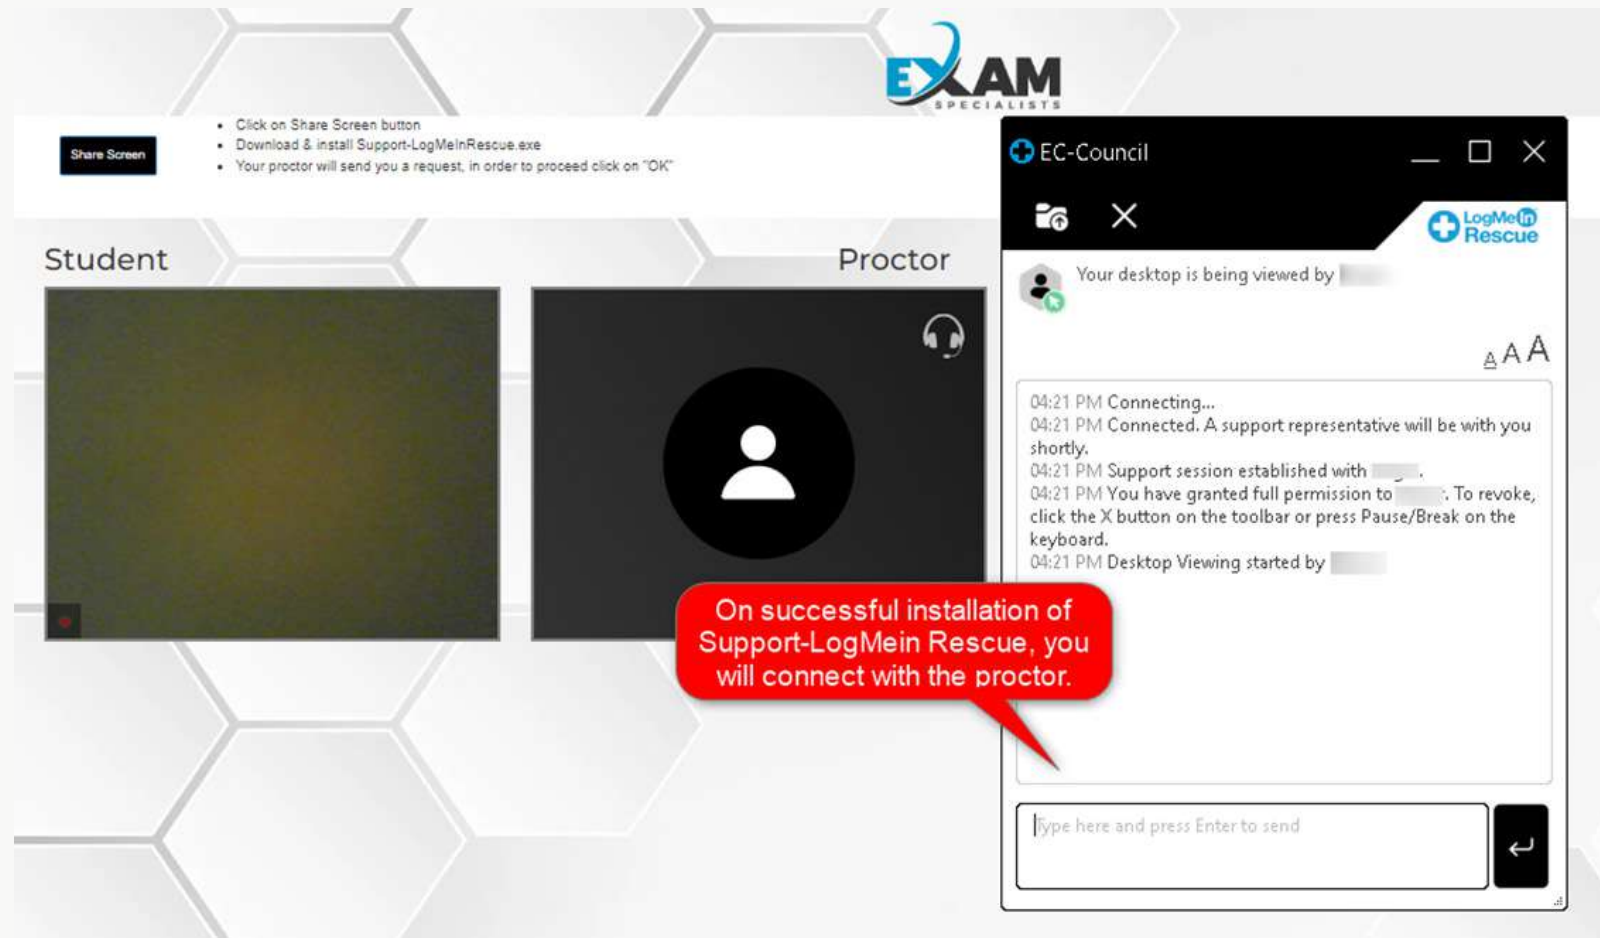 EXAM
SPECIALISTS
Share Screen
• Click on Share Screen button
• Download & install Support-LogMeInRescue.exe
• Your proctor will send you a request, in order to proceed click on "OK"
EC-Council
LogMeIn
Rescue
Student
Proctor
Your desktop is being viewed by
A A A
04:21 PM Connecting...
04:21 PM Connected. A support representative will be with you
shortly.
04:21 PM Support session established with .
04:21 PM You have granted full permission to . To revoke,
click the X button on the toolbar or press Pause/Break on the
keyboard.
04:21 PM Desktop Viewing started by
On successful installation of
Support-LogMein Rescue, you
will connect with the proctor.
Type here and press Enter to send